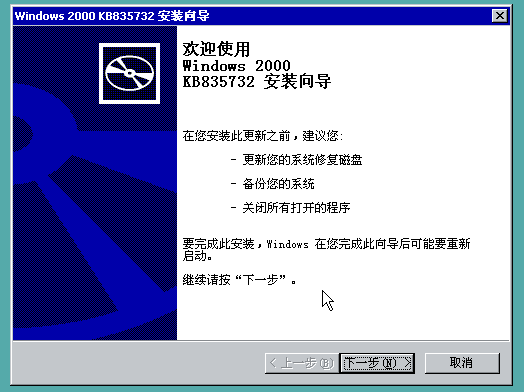 Windows 2000 KB835732 安装向导
欢迎使用
Windows 2000
KB835732 安装向导
在您安装此更新之前，建议您:
- 更新您的系统修复磁盘
- 备份您的系统
- 关闭所有打开的程序
要完成此安装，Windows 在您完成此向导后可能要重新
启动。
继续请按“下一步”。
< 上一步(B) 下一步(N) > 取消